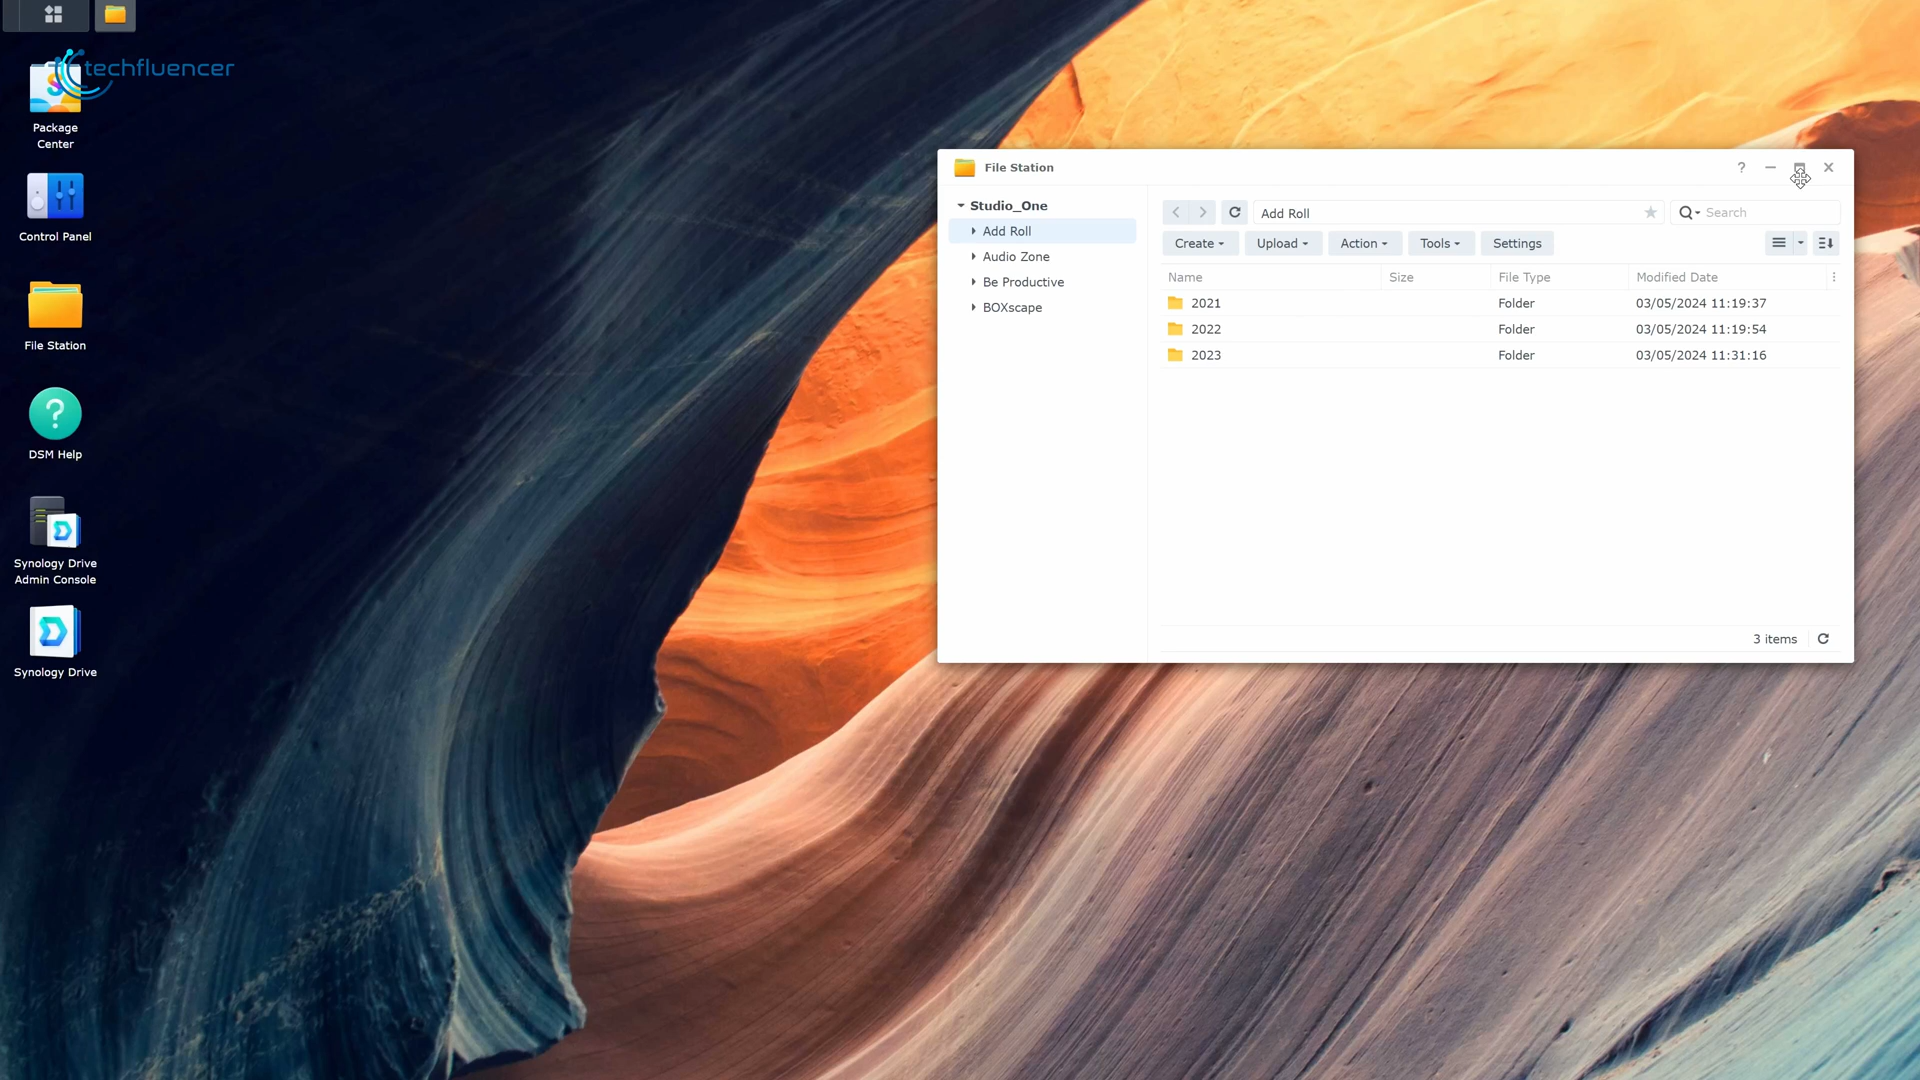 techfluencer
Package
Center
Control Panel
File Station
DSM Help
Synology Drive
Admin Console
Synology Drive
File Station
Studio_One
Add Roll
Audio Zone
Be Productive
BOXscape
Add Roll
Search
Create
Upload
Action
Tools
Settings
Name Size File Type Modified Date
2021 Folder 03/05/2024 11:19:37
2022 Folder 03/05/2024 11:19:54
2023 Folder 03/05/2024 11:31:16
3 items